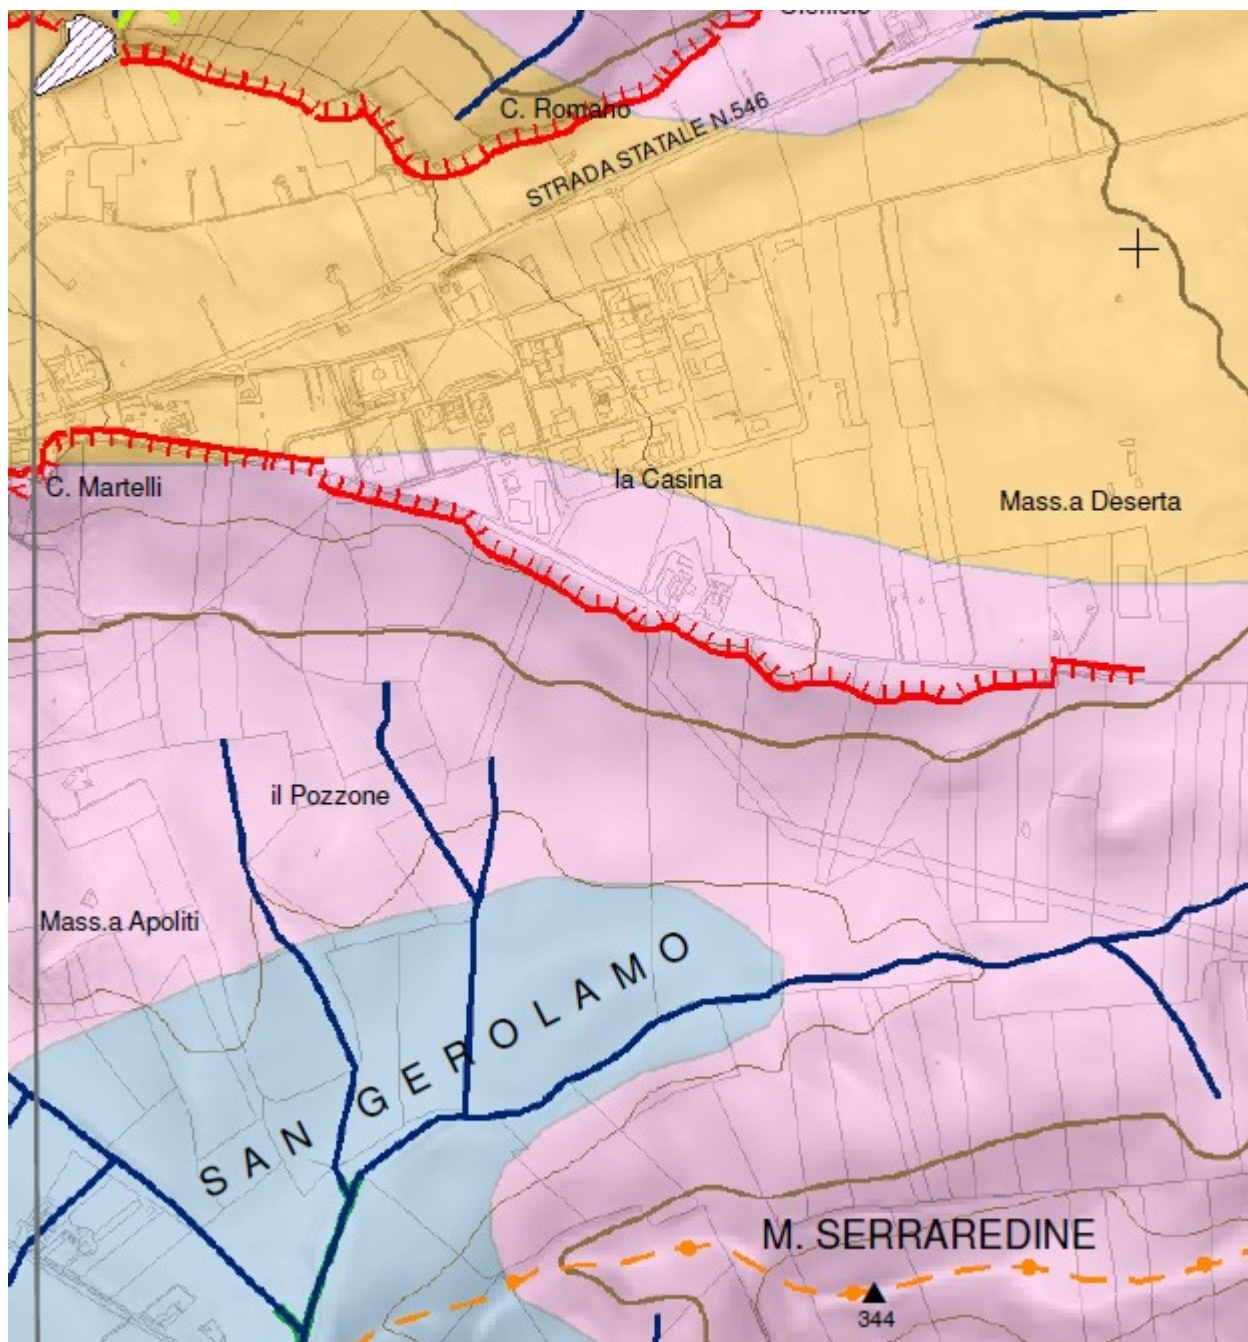 C. Romano
STRADA STATALE N.546
C. Martelli
la Casina
Mass.a Deserta
il Pozzone
Mass.a Apoliti
SAN GEROLAMO
M. SERRAREDINE
344